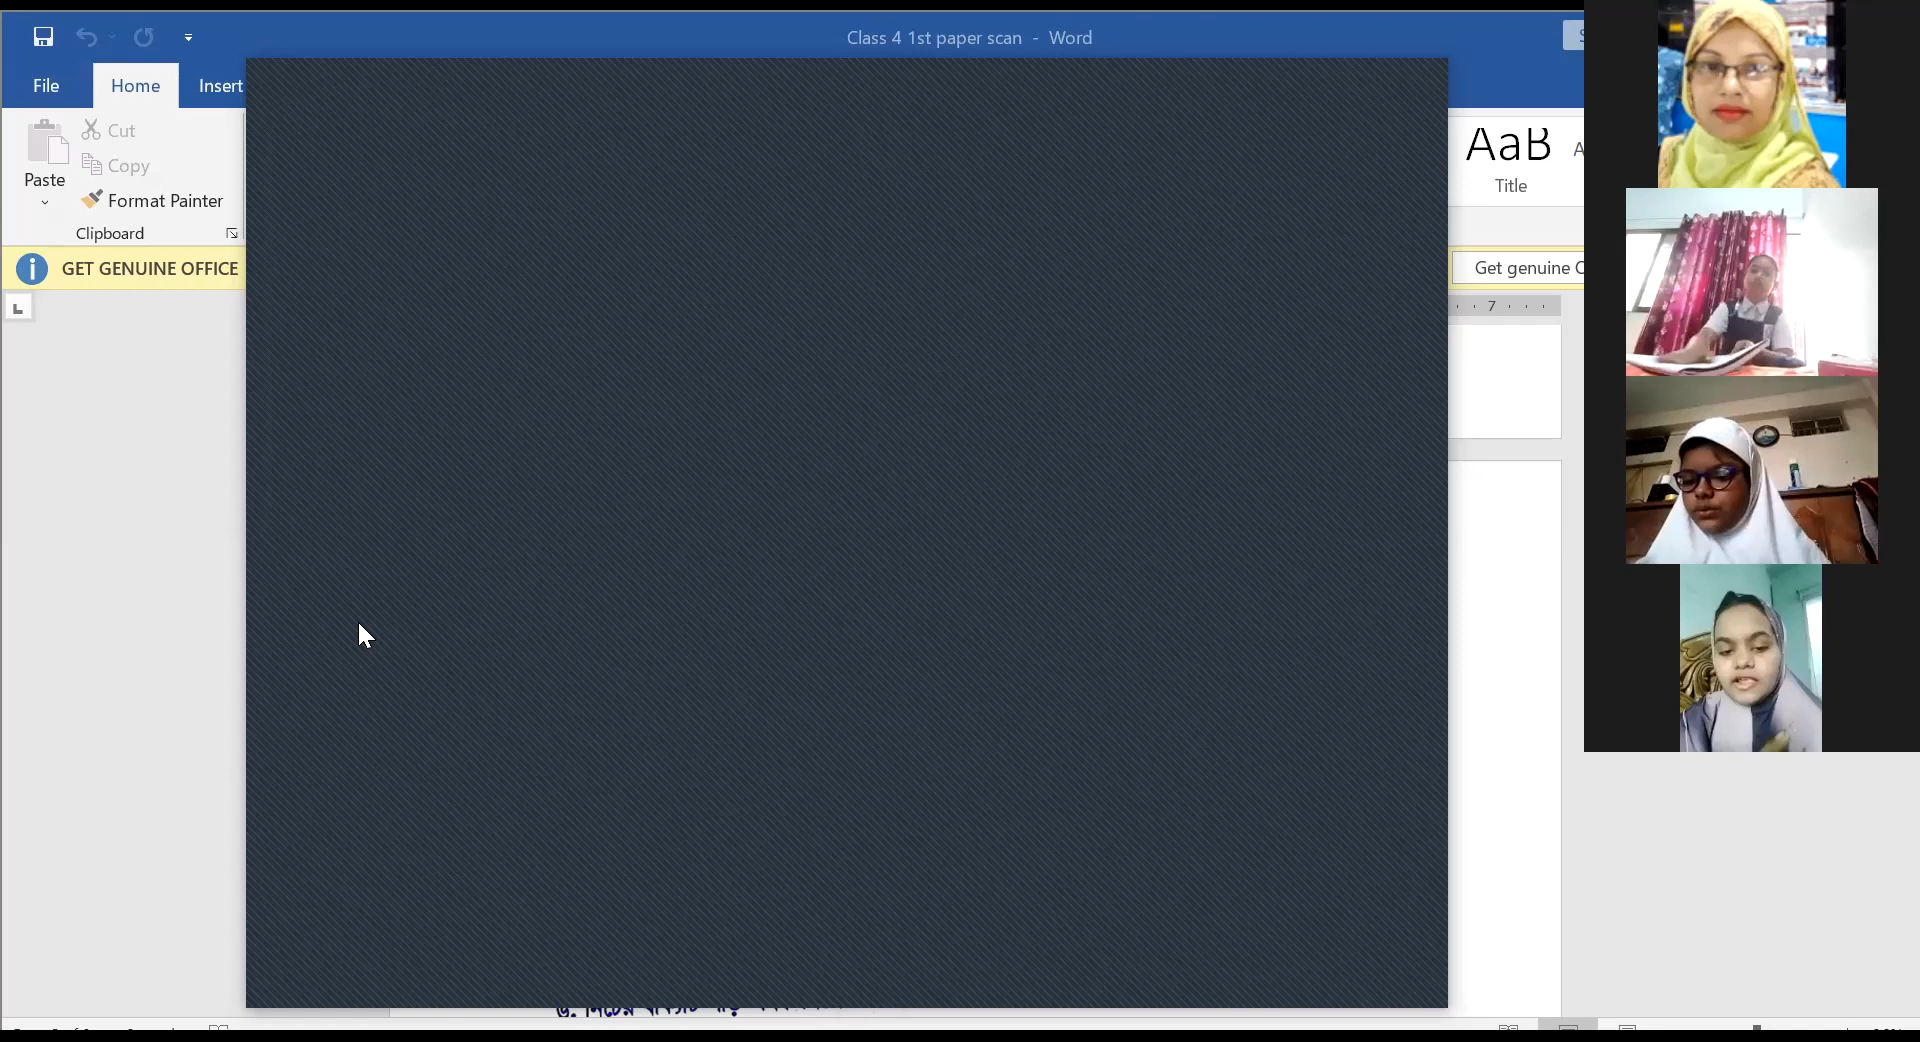 Class 4 1st paper scan - Word
File Home Insert
Cut
Copy
Paste
Format Painter
Clipboard
GET GENUINE OFFICE
AaB
Title
Get genuine
7